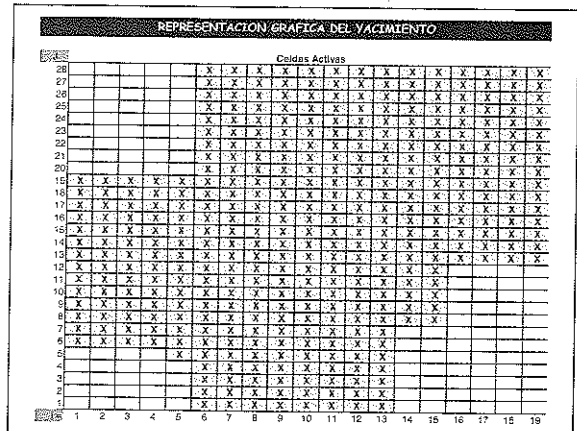 REPRESENTACION GRAFICA DEL YACIMIENTO
Celdas Activas
28 X X X X X X X X X X X X X X
27 X X X X X X X X X X X X X X
26 X X X X X X X X X X X X X X
25 X X X X X X X X X X X X X X
24 X X X X X X X X X X X X X X
23 X X X X X X X X X X X X X X
22 X X X X X X X X X X X X X X
21 X X X X X X X X X X X X X X
20 X X X X X X X X X X X X X X
19 X X X X X X X X X X X X X X X X X X X
18 X X X X X X X X X X X X X X X X X X X
17 X X X X X X X X X X X X X X X X X X X
16 X X X X X X X X X X X X X X X X X X X
15 X X X X X X X X X X X X X X X X X X X
14 X X X X X X X X X X X X X X X X X X X
13 X X X X X X X X X X X X X X X X X X X
12 X X X X X X X X X X X X X X X
11 X X X X X X X X X X X X X X X
10 X X X X X X X X X X X X X X X
9 X X X X X X X X X X X X X X X
8 X X X X X X X X X X X X X X X
7 X X X X X X X X X X X X X
6 X X X X X X X X X X X X X
5 X X X X X X X X X
4 X X X X X X X X
3 X X X X X X X X
2 X X X X X X X X
1 X X X X X X X X
1 2 3 4 5 6 7 8 9 10 11 12 13 14 15 16 17 18 19